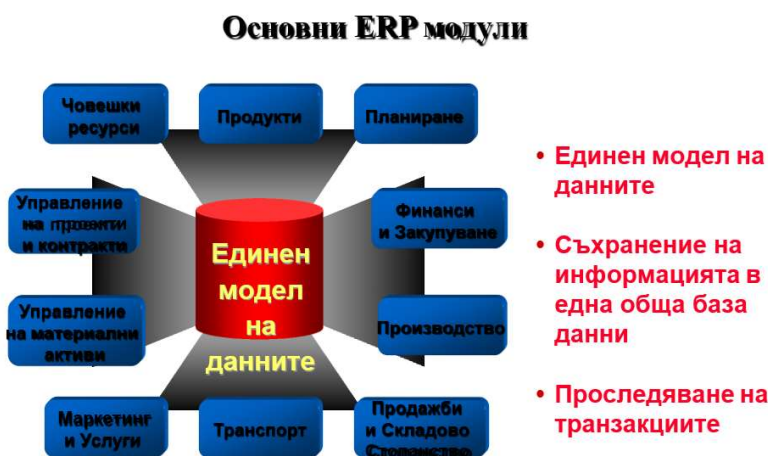 Основни ERP модули
Човешки
ресурси
Продукти
Планиране
Управление
на проекти
и контракти
Финанси
и Закупуване
Единен
модел
на
данните
Управление
на материални
активи
Производство
Маркетинг
и Услуги
Транспорт
Продажби
и Складово
Стопанство
• Единен модел на
данните
• Съхранение на
информацията в
една обща база
данни
• Проследяване на
транзакциите